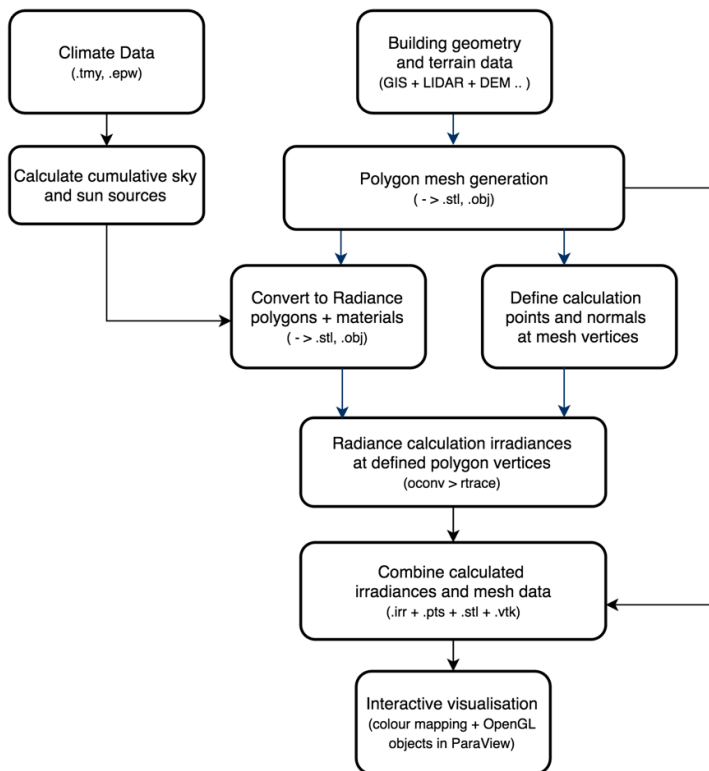 Climate Data
(.tmy, .epw)
Building geometry
and terrain data
(GIS + LIDAR + DEM .. )
Calculate cumulative sky
and sun sources
Polygon mesh generation
( - > .stl, .obj)
Convert to Radiance
polygons + materials
( - > .stl, .obj)
Define calculation
points and normals
at mesh vertices
Radiance calculation irradiances
at defined polygon vertices
(oconv > rtrace)
Combine calculated
irradiances and mesh data
(.irr + .pts + .stl + .vtk)
Interactive visualisation
(colour mapping + OpenGL
objects in ParaView)